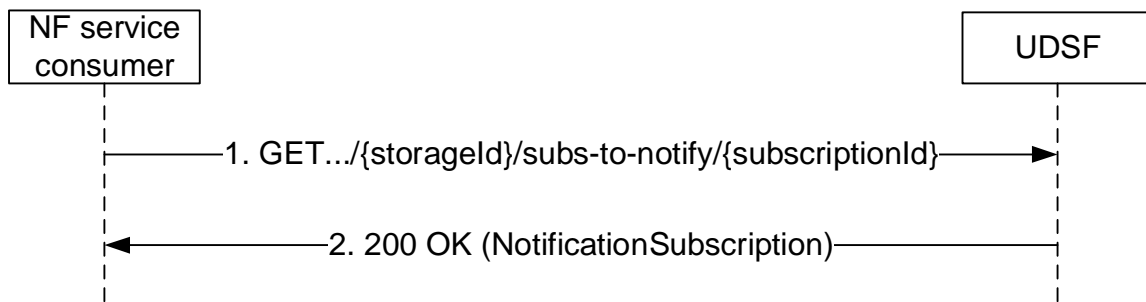 NF service
consumer
UDSF
1. GET.../{storageId}/subs-to-notify/{subscriptionId}
2. 200 OK (NotificationSubscription)